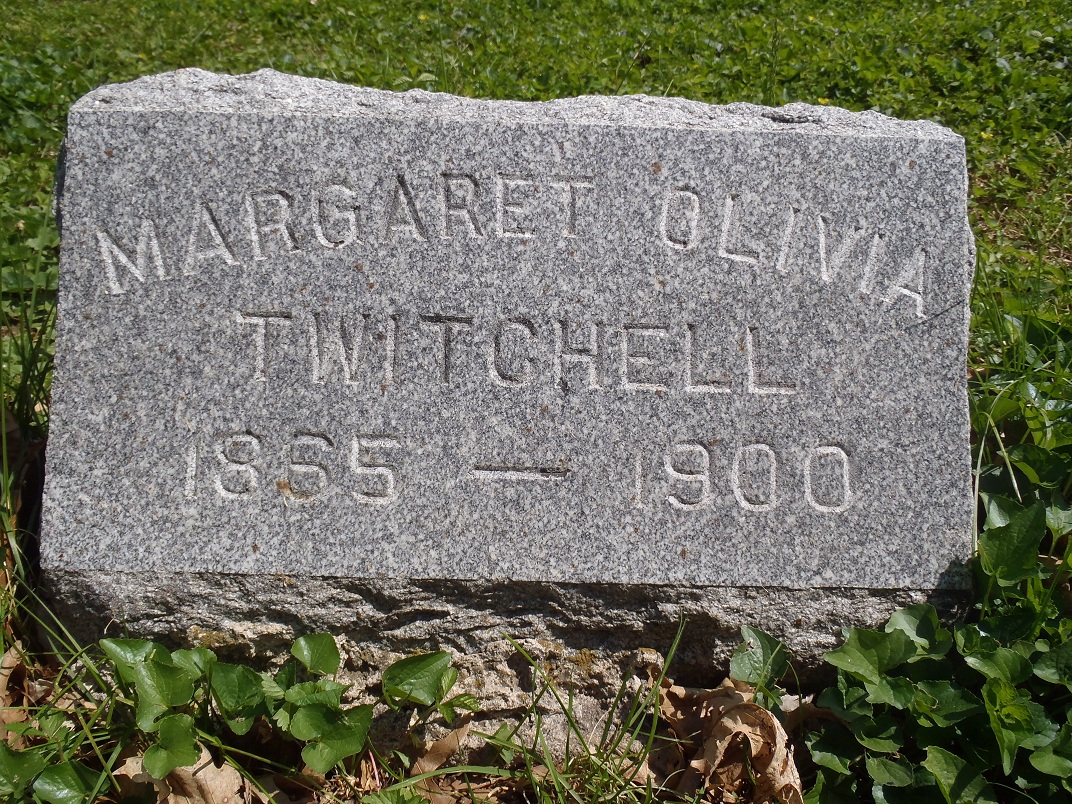 MARGARET OLIVIA
TWITCHELL
1865 — 1900